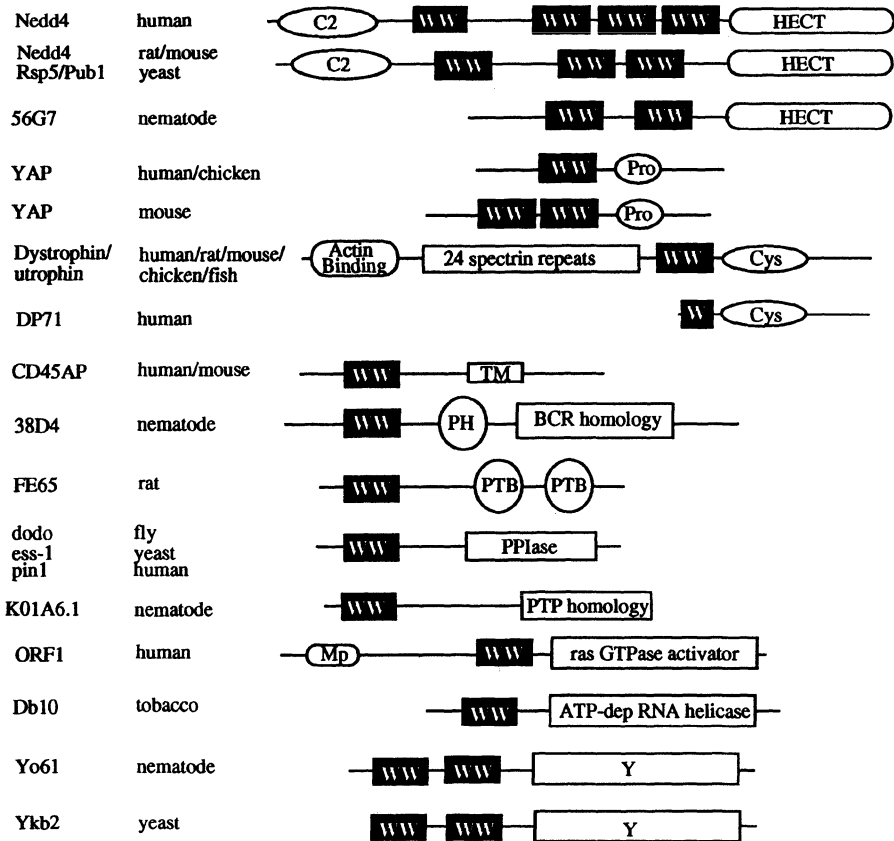 Nedd4 human C2 WW WW WW WW HECT
Nedd4 rat/mouse
Rsp5/Pub1 yeast C2 WW WW WW HECT
56G7 nematode WW WW HECT
YAP human/chicken WW Pro
YAP mouse WW WW Pro
Dystrophin/ human/rat/mouse/ Actin
utrophin chicken/fish Binding 24 spectrin repeats WW Cys
DP71 human W Cys
CD45AP human/mouse WW TM
38D4 nematode WW PH BCR homology
FE65 rat WW PTB PTB
dodo fly
ess-1 yeast WW PPIase
pin1 human
K01A6.1 nematode WW PTP homology
ORF1 human Mp WW ras GTPase activator
Db10 tobacco WW ATP-dep RNA helicase
Yo61 nematode WW WW Y
Ykb2 yeast WW WW Y